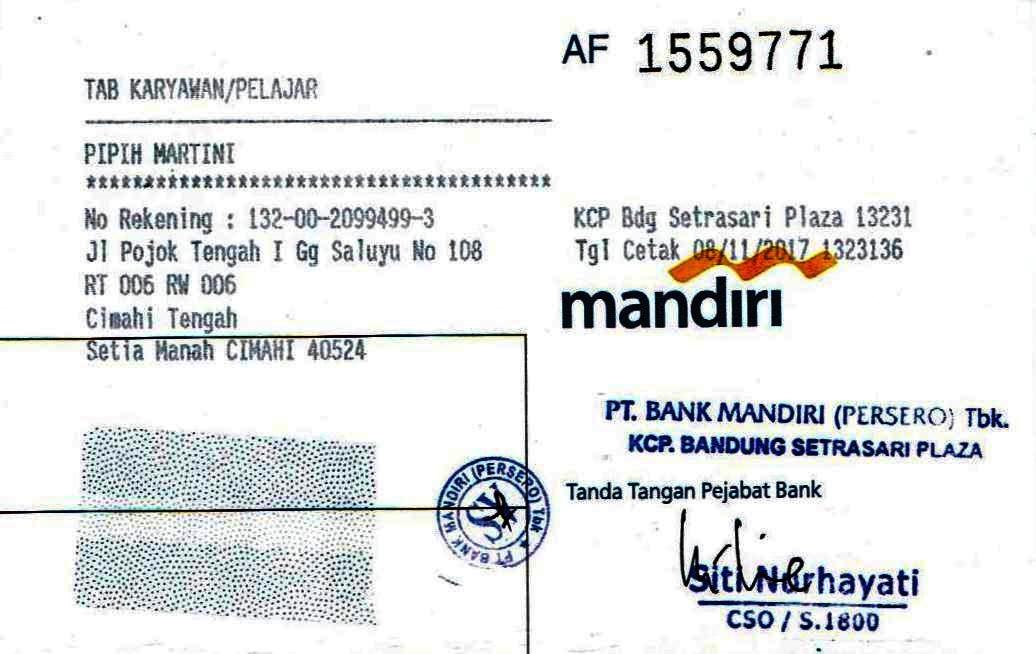 AF 1559771
TAB KARYAWAN/PELAJAR
PIPIH MARTINI
****************************************
No Rekening : 132-00-2099499-3
Jl Pojok Tengah I Gg Saluyu No 108
RT 006 RW 006
Cimahi Tengah
Setia Manah CIMAHI 40524
KCP Bdg Setrasari Plaza 13231
Tgl Cetak 08/11/2017 1323136
mandiri
PT. BANK MANDIRI (PERSERO) Tbk.
KCP. BANDUNG SETRASARI PLAZA
Tanda Tangan Pejabat Bank
PT BANK MANDIRI (PERSERO) Tbk
Siti Nurhayati
CSO / S.1800